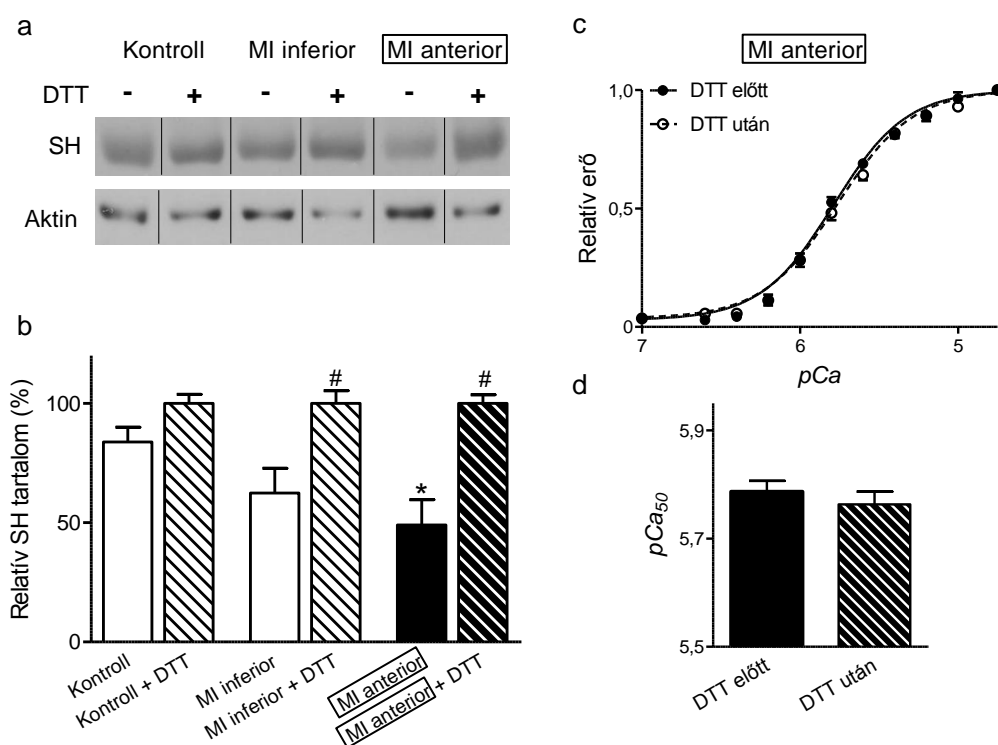 a
Kontroll MI inferior MI anterior
DTT - + - + - +
SH
Aktin
b
Relatív SH tartalom (%)
100
50
0
# # *
Kontroll
Kontroll + DTT
MI inferior
MI inferior + DTT
MI anterior
MI anterior + DTT
c
MI anterior
DTT előtt
DTT után
Relatív erő
1,0
0,5
0
7 6 5
pCa
d
pCa50
5,9
5,7
5,5
DTT előtt
DTT után